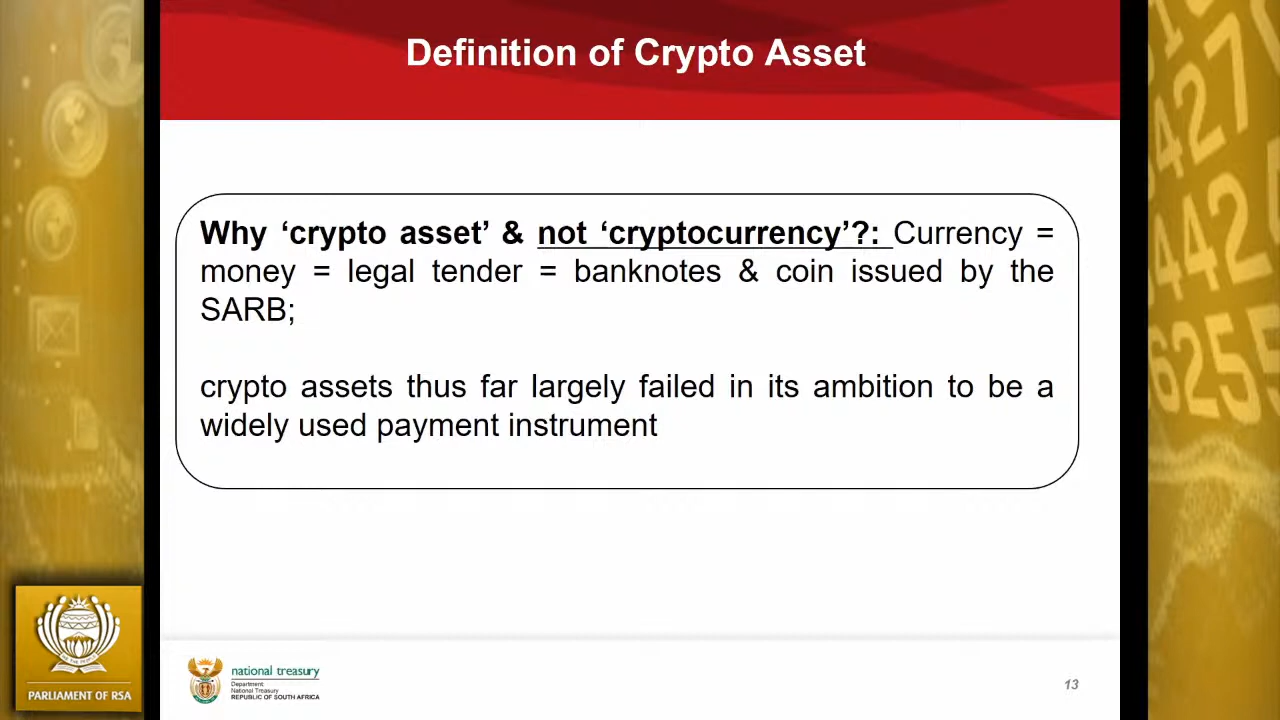 Definition of Crypto Asset
Why ‘crypto asset’ & not ‘cryptocurrency’?: Currency =
money = legal tender = banknotes & coin issued by the
SARB;
crypto assets thus far largely failed in its ambition to be a
widely used payment instrument
PARLIAMENT OF RSA
national treasury
Department:
National Treasury
REPUBLIC OF SOUTH AFRICA
13
442
6255